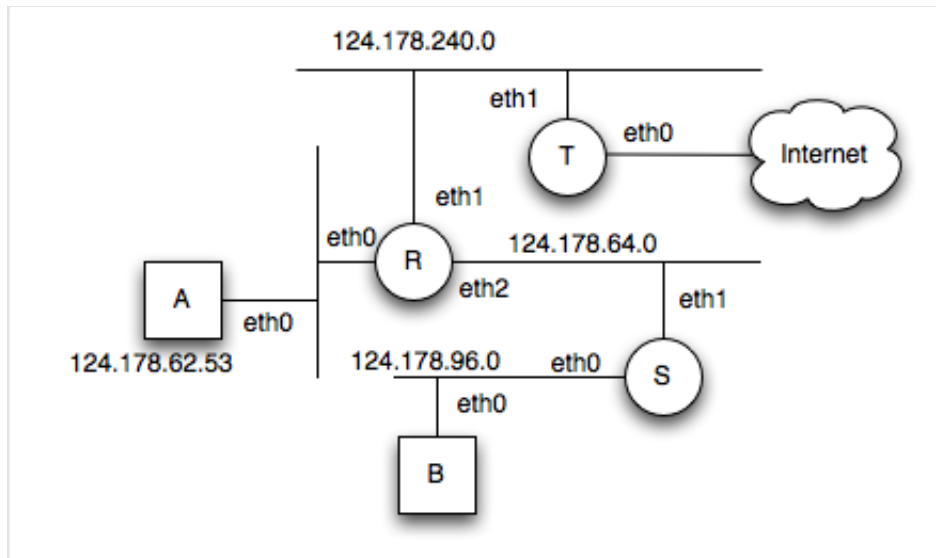 124.178.240.0
eth1
eth0
T
Internet
eth1
eth0
R
124.178.64.0
eth2
A
eth0
eth1
124.178.62.53
124.178.96.0
eth0
S
eth0
B